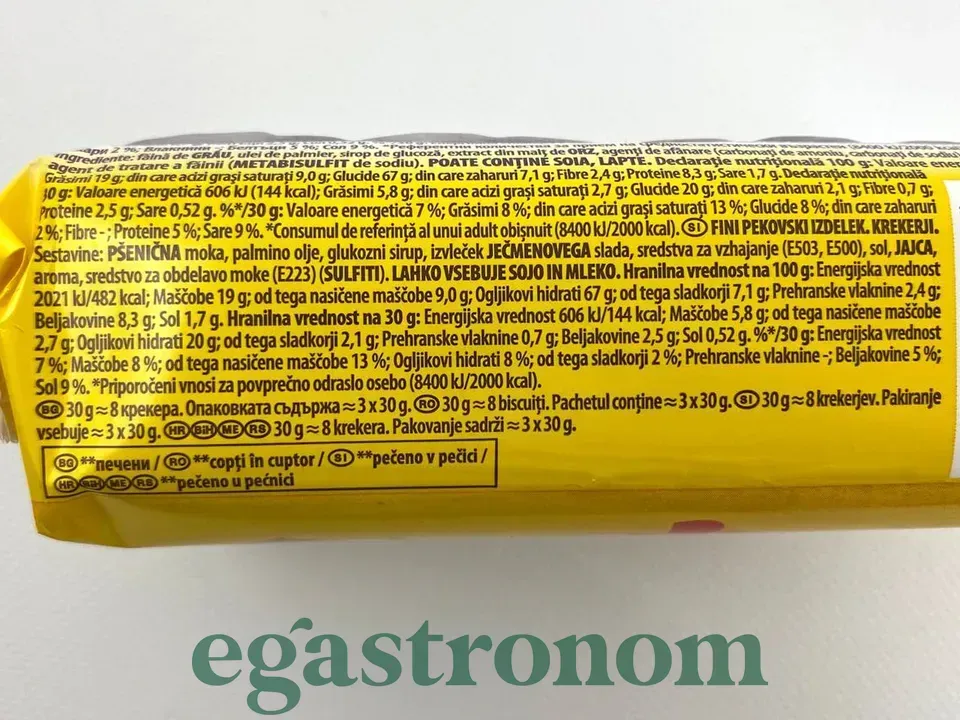 2 %; 5 %; 9 %.
Ingrediente: făină de GRÂU, ulei de palmier, sirop de glucoză, extract din malț de ORZ, agenți de afânare (carbonați de
agent de tratare a făinii (METABISULFIT de sodiu). POATE CONȚINE SOIA, LAPTE. Declarație nutrițională 100 g: Valoare
Grăsimi 19 g; din care acizi grași saturați 9,0 g; Glucide 67 g; din care zaharuri 7,1 g; Fibre 2,4 g; Proteine 8,3 g; Sare 1,7 g. Declarație nutrițională
30 g: Valoare energetică 606 kJ (144 kcal); Grăsimi 5,8 g; din care acizi grași saturați 2,7 g; Glucide 20 g; din care zaharuri 2,1 g; Fibre 0,7 g;
Proteine 2,5 g; Sare 0,52 g. %*/30 g: Valoare energetică 7 %; Grăsimi 8 %; din care acizi grași saturați 13 %; Glucide 8 %; din care zaharuri
2 %; Fibre -; Proteine 5 %; Sare 9 %. *Consumul de referință al unui adult obișnuit (8400 kJ/2000 kcal). SI FINI PEKOVSKI IZDELEK. KREKERJI.
Sestavine: PŠENIČNA moka, palmino olje, glukozni sirup, izvleček JEČMENOVEGA slada, sredstva za vzhajanje (E503, E500), sol, JAJCA,
aroma, sredstvo za obdelavo moke (E223) (SULFITI). LAHKO VSEBUJE SOJO IN MLEKO. Hranilna vrednost na 100 g: Energijska vrednost
2021 kJ/482 kcal; Maščobe 19 g; od tega nasičene maščobe 9,0 g; Ogljikovi hidrati 67 g; od tega sladkorji 7,1 g; Prehranske vlaknine 2,4 g;
Beljakovine 8,3 g; Sol 1,7 g. Hranilna vrednost na 30 g: Energijska vrednost 606 kJ/144 kcal; Maščobe 5,8 g; od tega nasičene maščobe
2,7 g; Ogljikovi hidrati 20 g; od tega sladkorji 2,1 g; Prehranske vlaknine 0,7 g; Beljakovine 2,5 g; Sol 0,52 g. %*/30 g: Energijska vrednost
7 %; Maščobe 8 %; od tega nasičene maščobe 13 %; Ogljikovi hidrati 8 %; od tega sladkorji 2 %; Prehranske vlaknine -; Beljakovine 5 %;
Sol 9 %. *Priporočeni vnosi za povprečno odraslo osebo (8400 kJ/2000 kcal).
BG 30 g ≈ 8 крекера. Опаковката съдържа ≈ 3 x 30 g. RO 30 g ≈ 8 biscuiți. Pachetul conține ≈ 3 x 30 g. SI 30 g ≈ 8 krekerjev. Pakiranje
vsebuje ≈ 3 x 30 g. HR BIH ME RS 30 g ≈ 8 krekera. Pakovanje sadrži ≈ 3 x 30 g.
BG **печени / RO **copți în cuptor / SI **pečeno v pečici /
HR BIH ME RS **pečeno u pećnici
egastronom